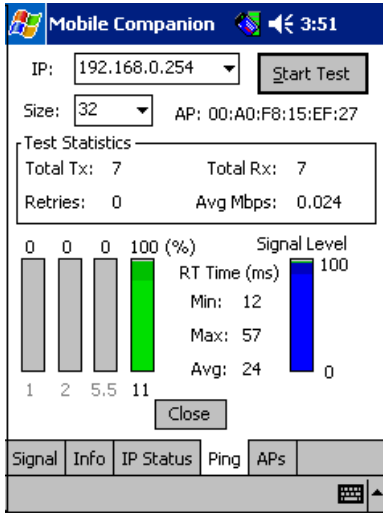 Mobile Companion 3:51
IP: 192.168.0.254 Start Test
Size: 32 AP: 00:A0:F8:15:EF:27
Test Statistics
Total Tx: 7 Total Rx: 7
Retries: 0 Avg Mbps: 0.024
0 0 0 100 (%) Signal Level
RT Time (ms) 100
Min: 12
Max: 57
Avg: 24 0
1 2 5.5 11
Close
Signal Info IP Status Ping APs